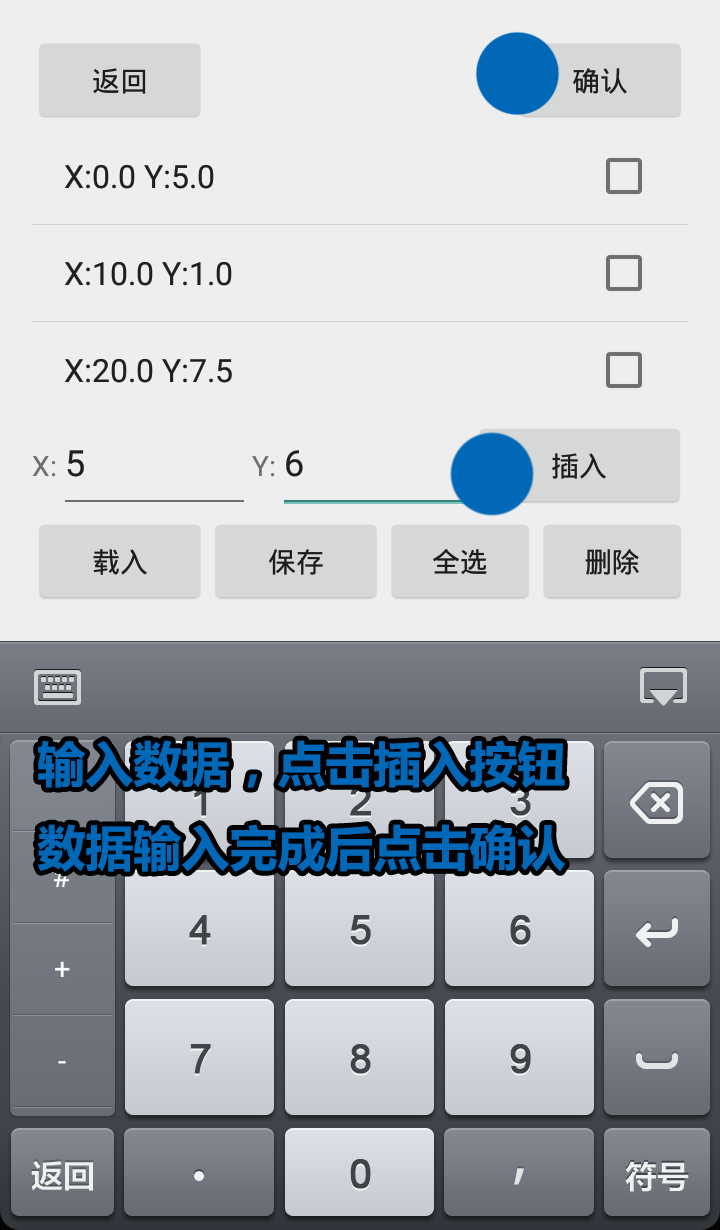 返回 确认
X:0.0 Y:5.0
X:10.0 Y:1.0
X:20.0 Y:7.5
X: 5 Y: 6 插入
载入 保存 全选 删除
输入数据，点击插入按钮
1 2 3
数据输入完成后点击确认
#
4 5 6
+
7 8 9
-
返回 . 0 , 符号